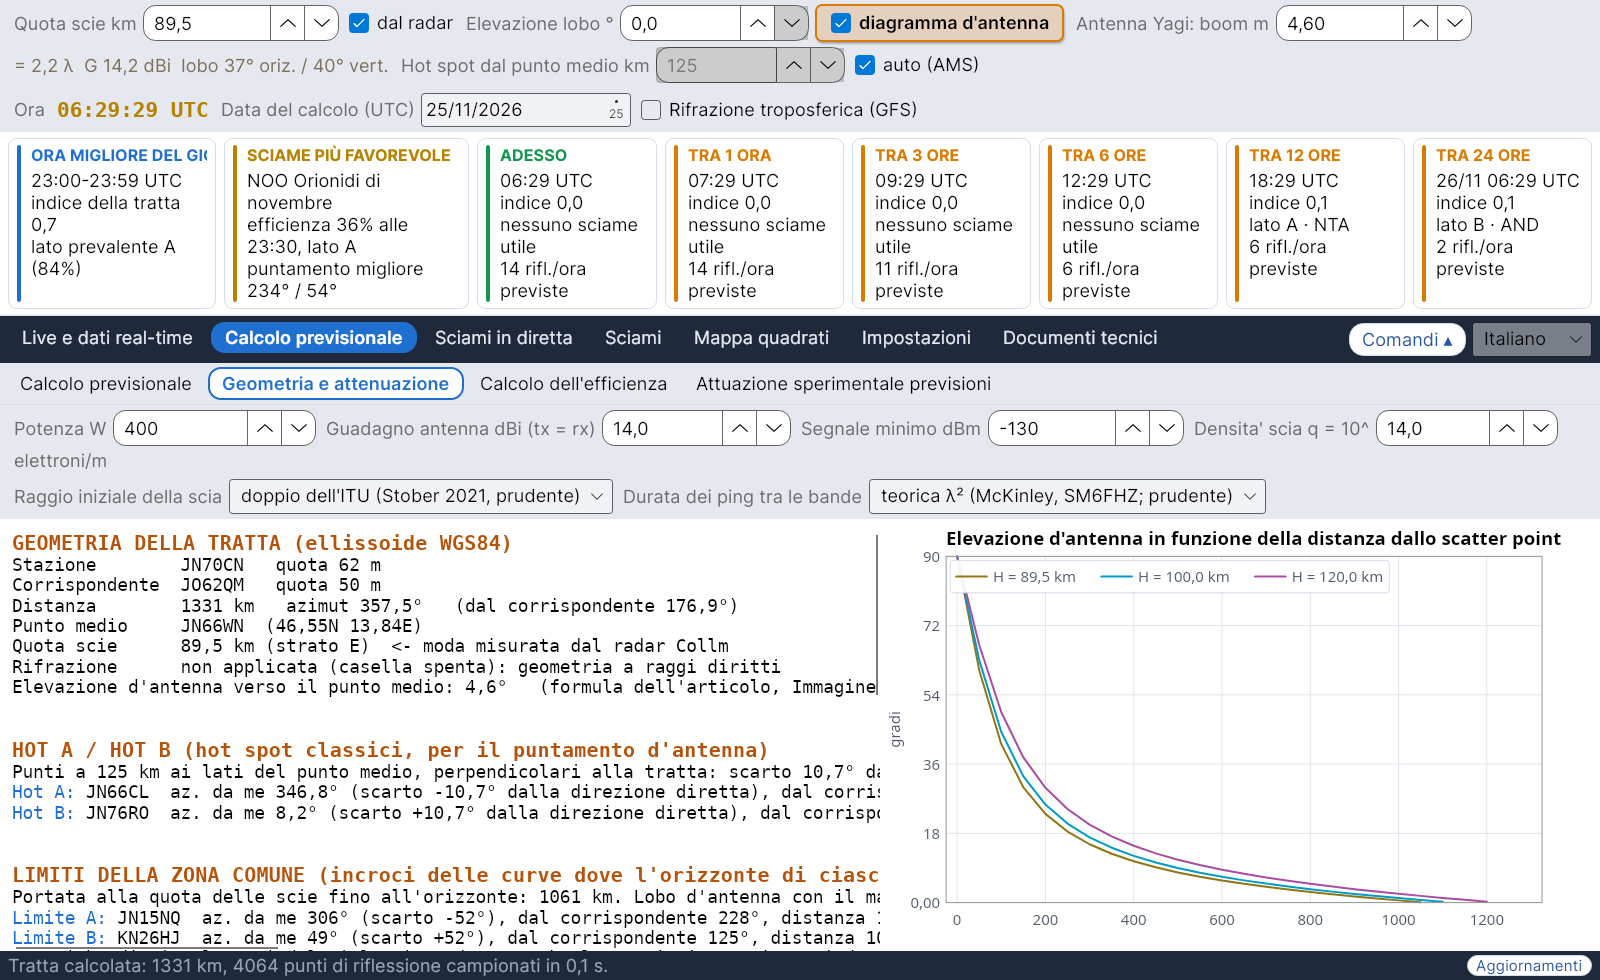 Quota scie km 89,5 dal radar Elevazione lobo ° 0,0 diagramma d'antenna Antenna Yagi: boom m 4,60
= 2,2 λ G 14,2 dBi lobo 37° oriz. / 40° vert. Hot spot dal punto medio km 125 auto (AMS)
Ora 06:29:29 UTC Data del calcolo (UTC) 25/11/2026 25 Rifrazione troposferica (GFS)
ORA MIGLIORE DEL GIO
23:00-23:59 UTC
indice della tratta
0,7
lato prevalente A
(84%)
SCIAME PIÙ FAVOREVOLE
NOO Orionidi di
novembre
efficienza 36% alle
23:30, lato A
puntamento migliore
234° / 54°
ADESSO
06:29 UTC
indice 0,0
nessuno sciame
utile
14 rifl./ora
previste
TRA 1 ORA
07:29 UTC
indice 0,0
nessuno sciame
utile
14 rifl./ora
previste
TRA 3 ORE
09:29 UTC
indice 0,0
nessuno sciame
utile
11 rifl./ora
previste
TRA 6 ORE
12:29 UTC
indice 0,0
nessuno sciame
utile
6 rifl./ora
previste
TRA 12 ORE
18:29 UTC
indice 0,1
lato A · NTA
6 rifl./ora
previste
TRA 24 ORE
26/11 06:29 UTC
indice 0,1
lato B · AND
2 rifl./ora
previste
Live e dati real-time Calcolo previsionale Sciami in diretta Sciami Mappa quadrati Impostazioni Documenti tecnici Comandi ▴ Italiano
Calcolo previsionale Geometria e attenuazione Calcolo dell'efficienza Attuazione sperimentale previsioni
Potenza W 400 Guadagno antenna dBi (tx = rx) 14,0 Segnale minimo dBm -130 Densita' scia q = 10^ 14,0
elettroni/m
Raggio iniziale della scia doppio dell'ITU (Stober 2021, prudente) Durata dei ping tra le bande teorica λ² (McKinley, SM6FHZ; prudente)
GEOMETRIA DELLA TRATTA (ellissoide WGS84)
Stazione JN70CN quota 62 m
Corrispondente JO62QM quota 50 m
Distanza 1331 km azimut 357,5° (dal corrispondente 176,9°)
Punto medio JN66WN (46,55N 13,84E)
Quota scie 89,5 km (strato E) <- moda misurata dal radar Collm
Rifrazione non applicata (casella spenta): geometria a raggi diritti
Elevazione d'antenna verso il punto medio: 4,6° (formula dell'articolo, Immagine
HOT A / HOT B (hot spot classici, per il puntamento d'antenna)
Punti a 125 km ai lati del punto medio, perpendicolari alla tratta: scarto 10,7° da
Hot A: JN66CL az. da me 346,8° (scarto -10,7° dalla direzione diretta), dal corris
Hot B: JN76RO az. da me 8,2° (scarto +10,7° dalla direzione diretta), dal corrispo
LIMITI DELLA ZONA COMUNE (incroci delle curve dove l'orizzonte di ciasc
Portata alla quota delle scie fino all'orizzonte: 1061 km. Lobo d'antenna con il ma
Limite A: JN15NQ az. da me 306° (scarto -52°), dal corrispondente 228°, distanza 1
Limite B: KN26HJ az. da me 49° (scarto +52°), dal corrispondente 125°, distanza 10
Elevazione d'antenna in funzione della distanza dallo scatter point
H = 89,5 km H = 100,0 km H = 120,0 km
gradi
90
72
54
36
18
0,00
0 200 400 600 800 1000 1200
Tratta calcolata: 1331 km, 4064 punti di riflessione campionati in 0,1 s. Aggiornamenti